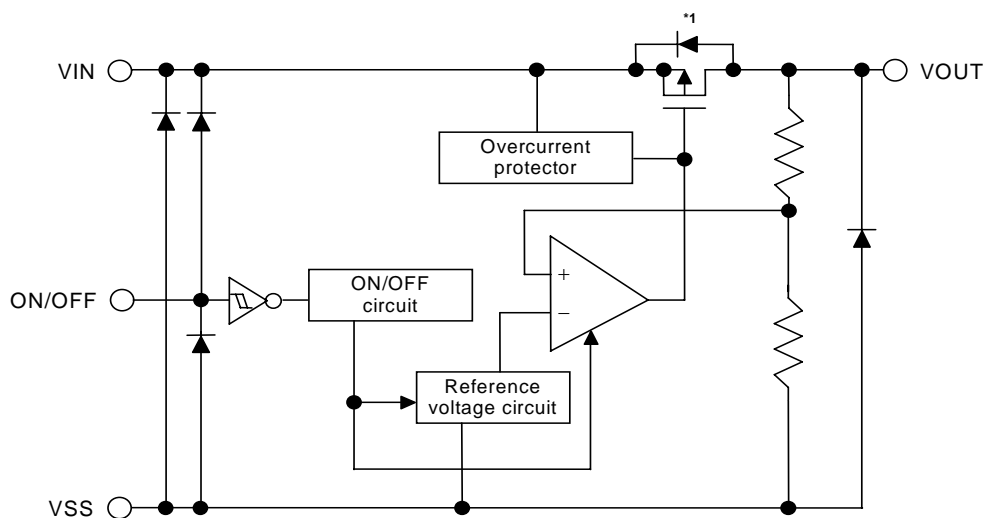 *1
VIN
VOUT
Overcurrent
protector
+
−
ON/OFF
ON/OFF
circuit
Reference
voltage circuit
VSS